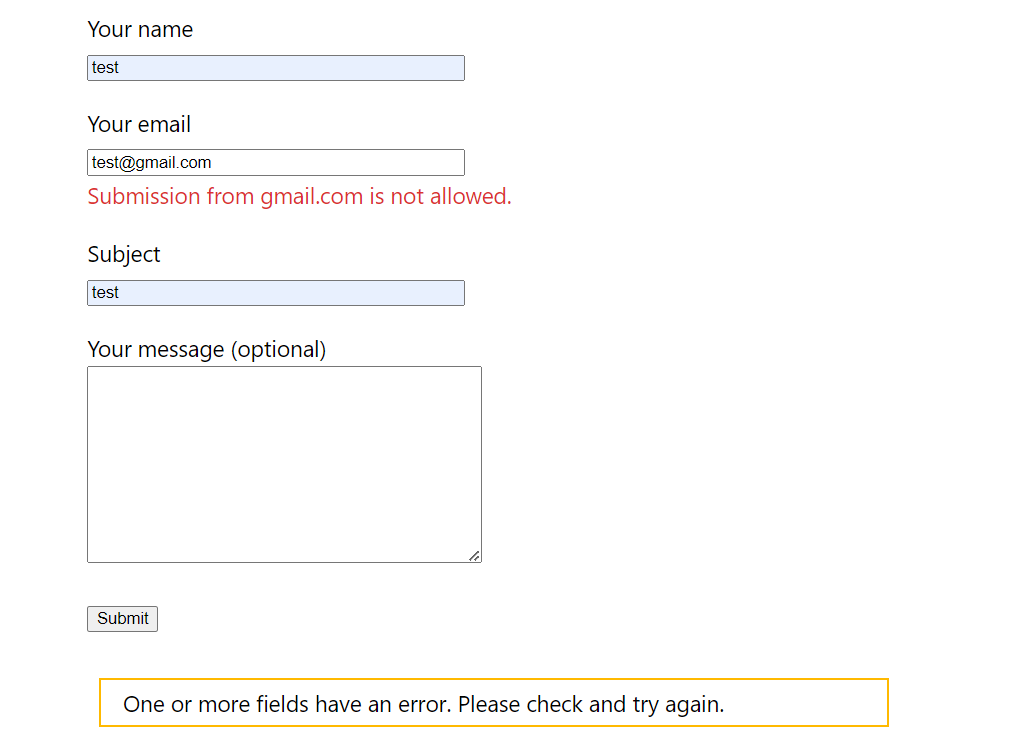 Your name
test
Your email
test@gmail.com
Submission from gmail.com is not allowed.
Subject
test
Your message (optional)
Submit
One or more fields have an error. Please check and try again.